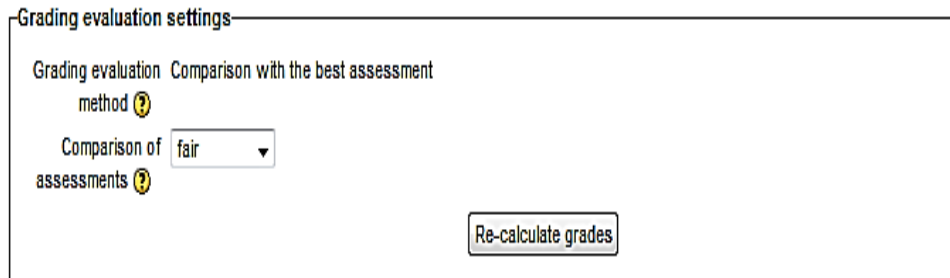 Grading evaluation settings
Grading evaluation Comparison with the best assessment
method
Comparison of fair
assessments
Re-calculate grades